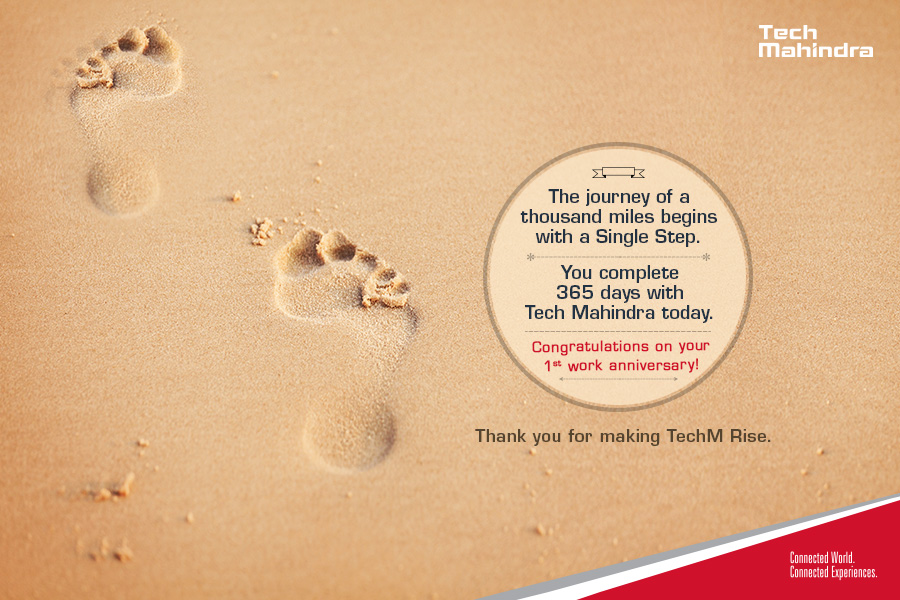 Tech
Mahindra
The journey of a
thousand miles begins
with a Single Step.
You complete
365 days with
Tech Mahindra today.
Congratulations on your
1st work anniversary!
Thank you for making TechM Rise.
Connected World.
Connected Experiences.